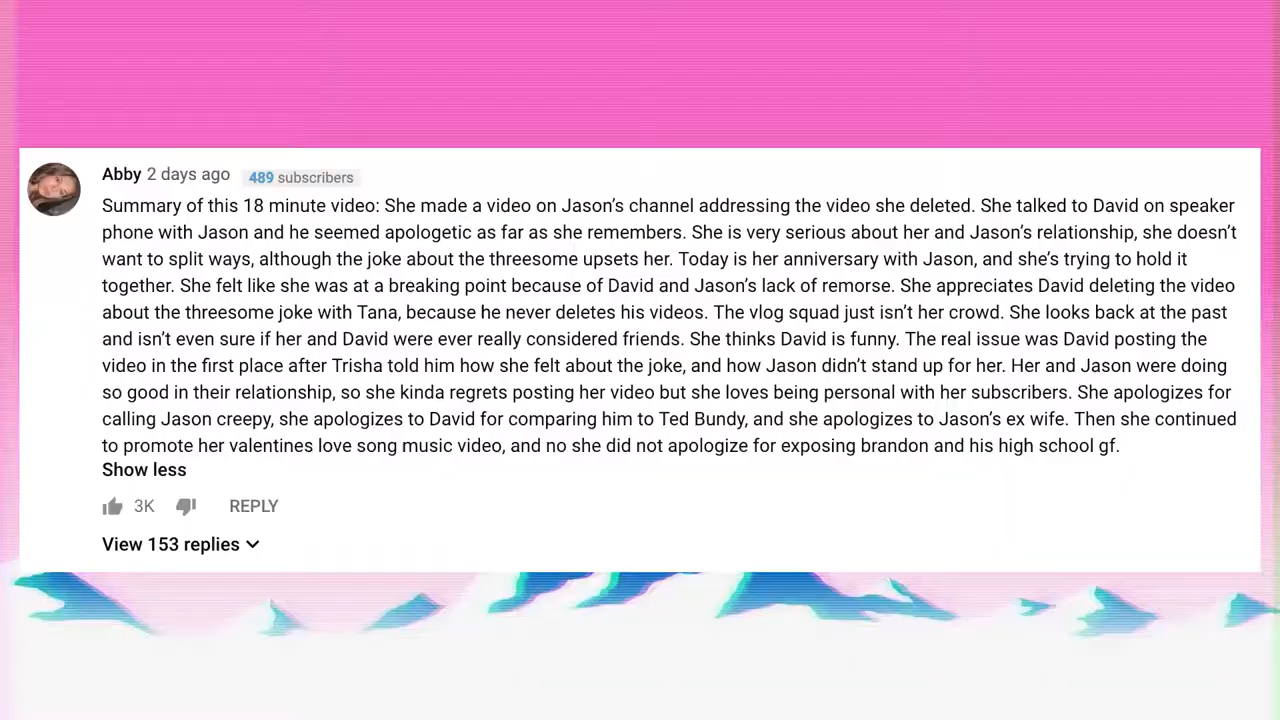 Abby 2 days ago 489 subscribers
Summary of this 18 minute video: She made a video on Jason’s channel addressing the video she deleted. She talked to David on speaker
phone with Jason and he seemed apologetic as far as she remembers. She is very serious about her and Jason’s relationship, she doesn’t
want to split ways, although the joke about the threesome upsets her. Today is her anniversary with Jason, and she’s trying to hold it
together. She felt like she was at a breaking point because of David and Jason’s lack of remorse. She appreciates David deleting the video
about the threesome joke with Tana, because he never deletes his videos. The vlog squad just isn’t her crowd. She looks back at the past
and isn’t even sure if her and David were ever really considered friends. She thinks David is funny. The real issue was David posting the
video in the first place after Trisha told him how she felt about the joke, and how Jason didn’t stand up for her. Her and Jason were doing
so good in their relationship, so she kinda regrets posting her video but she loves being personal with her subscribers. She apologizes for
calling Jason creepy, she apologizes to David for comparing him to Ted Bundy, and she apologizes to Jason’s ex wife. Then she continued
to promote her valentines love song music video, and no she did not apologize for exposing brandon and his high school gf.
Show less
3K REPLY
View 153 replies